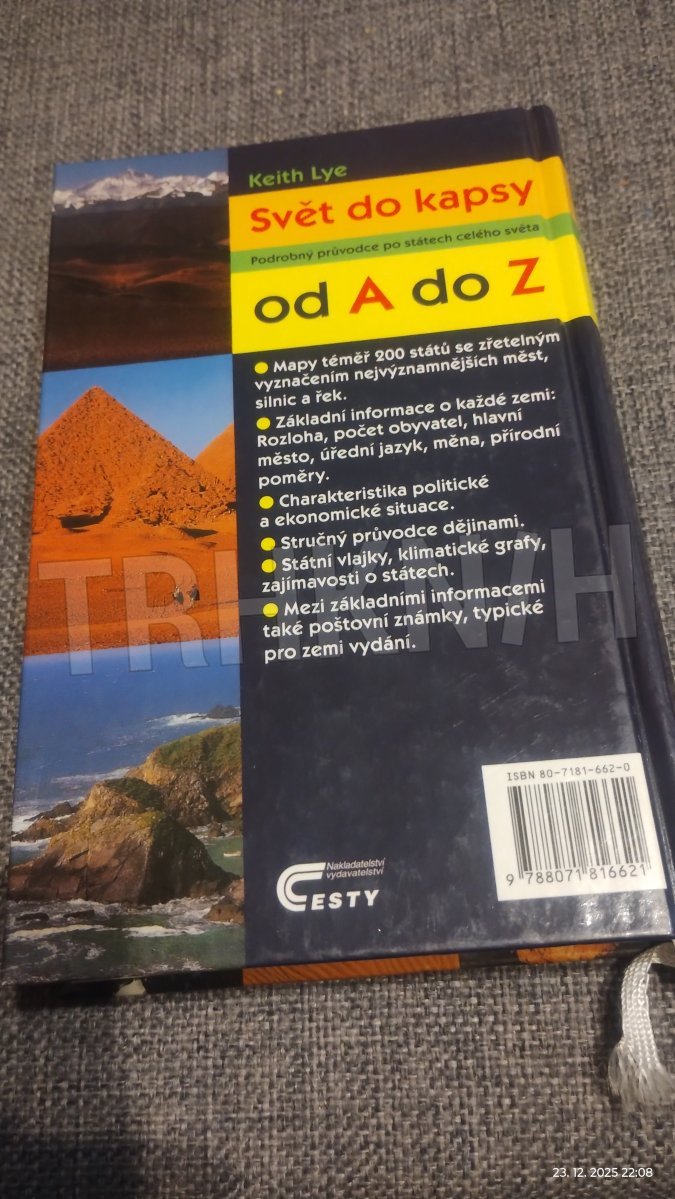 Keith Lye
Svět do kapsy
Podrobný průvodce po státech celého světa
od A do Z
Mapy téměř 200 států se zřetelným
vyznačením nejvýznamnějších měst,
silnic a řek.
Základní informace o každé zemi:
Rozloha, počet obyvatel, hlavní
město, úřední jazyk, měna, přírodní
poměry.
Charakteristika politické
a ekonomické situace.
Stručný průvodce dějinami.
Státní vlajky, klimatické grafy,
zajímavosti o státech.
Mezi základními informacemi
také poštovní známky, typické
pro zemi vydání.
TRHKNIH
ISBN 80-7181-662-0
9 788071 816621
Nakladatelství
vydavatelství
CESTY
23. 12. 2025 22:08